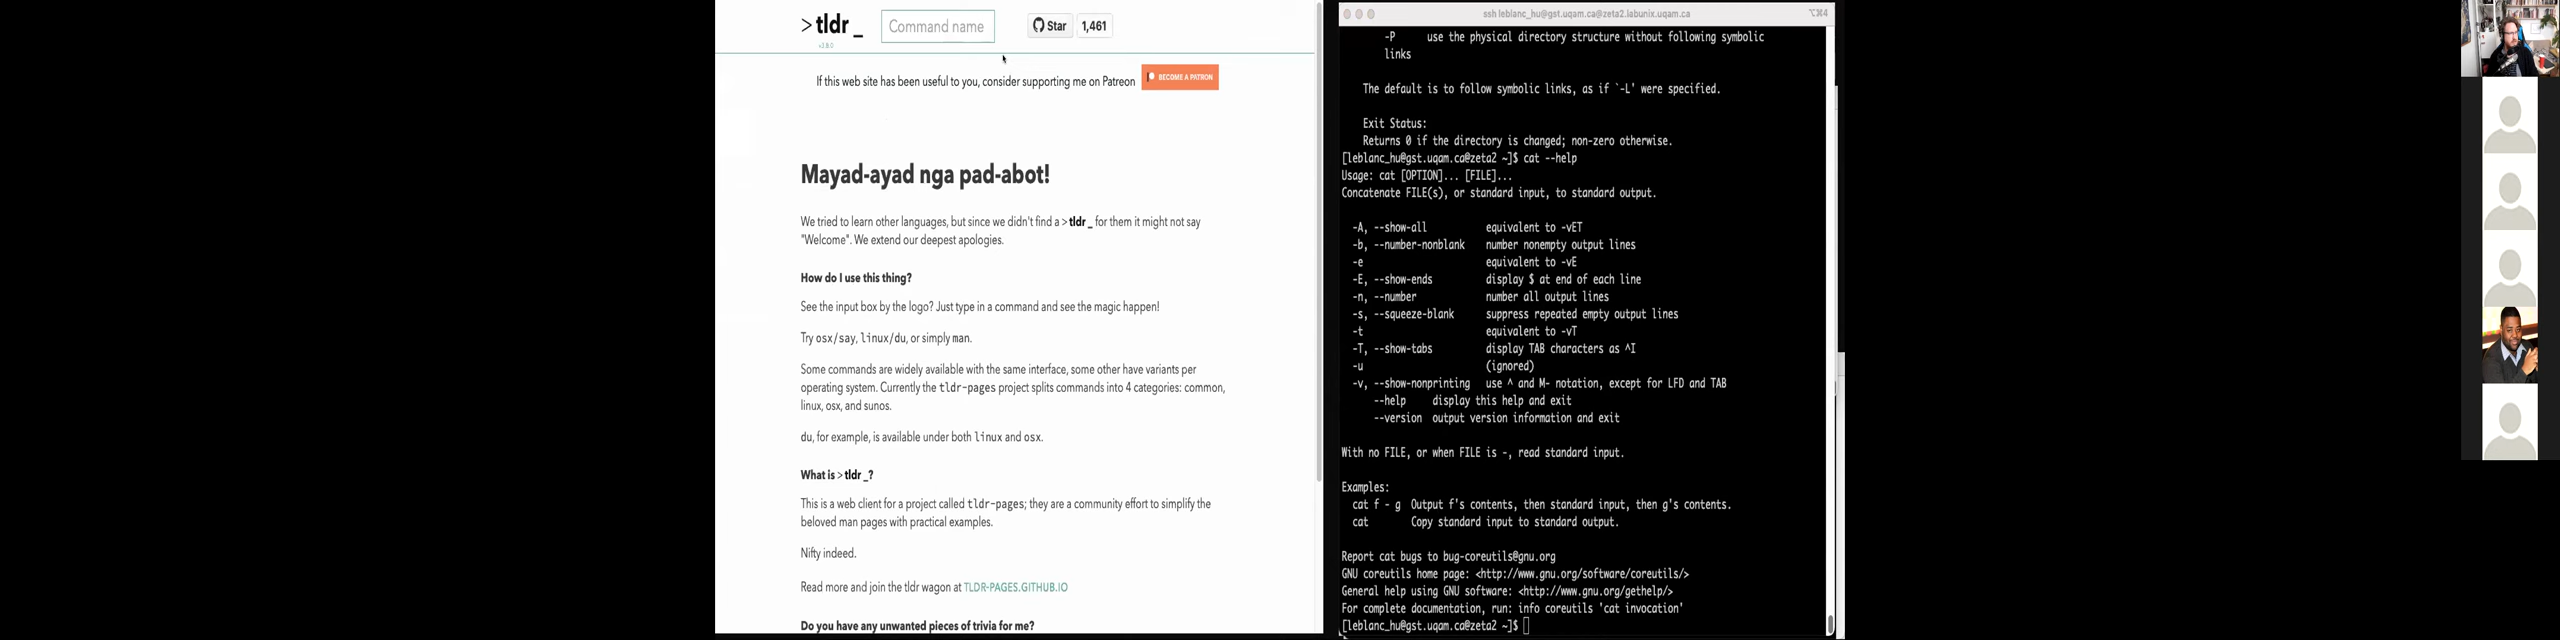 >tldr_
v3.8.0
Command name
Star
1,461
If this web site has been useful to you, consider supporting me on Patreon
BECOME A PATRON
Mayad-ayad nga pad-abot!
We tried to learn other languages, but since we didn't find a >tldr_ for them it might not say
"Welcome". We extend our deepest apologies.
How do I use this thing?
See the input box by the logo? Just type in a command and see the magic happen!
Try osx/say, linux/du, or simply man.
Some commands are widely available with the same interface, some other have variants per
operating system. Currently the tldr-pages project splits commands into 4 categories: common,
linux, osx, and sunos.
du, for example, is available under both linux and osx.
What is >tldr_?
This is a web client for a project called tldr-pages; they are a community effort to simplify the
beloved man pages with practical examples.
Nifty indeed.
Read more and join the tldr wagon at TLDR-PAGES.GITHUB.IO
Do you have any unwanted pieces of trivia for me?
ssh leblanc_hu@gst.uqam.ca@zeta2.labunix.uqam.ca
⌥⌘4
-P use the physical directory structure without following symbolic
links
The default is to follow symbolic links, as if `-L' were specified.
Exit Status:
Returns 0 if the directory is changed; non-zero otherwise.
[leblanc_hu@gst.uqam.ca@zeta2 ~]$ cat --help
Usage: cat [OPTION]... [FILE]...
Concatenate FILE(s), or standard input, to standard output.
-A, --show-all equivalent to -vET
-b, --number-nonblank number nonempty output lines
-e equivalent to -vE
-E, --show-ends display $ at end of each line
-n, --number number all output lines
-s, --squeeze-blank suppress repeated empty output lines
-t equivalent to -vT
-T, --show-tabs display TAB characters as ^I
-u (ignored)
-v, --show-nonprinting use ^ and M- notation, except for LFD and TAB
--help display this help and exit
--version output version information and exit
With no FILE, or when FILE is -, read standard input.
Examples:
cat f - g Output f's contents, then standard input, then g's contents.
cat Copy standard input to standard output.
Report cat bugs to bug-coreutils@gnu.org
GNU coreutils home page: <http://www.gnu.org/software/coreutils/>
General help using GNU software: <http://www.gnu.org/gethelp/>
For complete documentation, run: info coreutils 'cat invocation'
[leblanc_hu@gst.uqam.ca@zeta2 ~]$